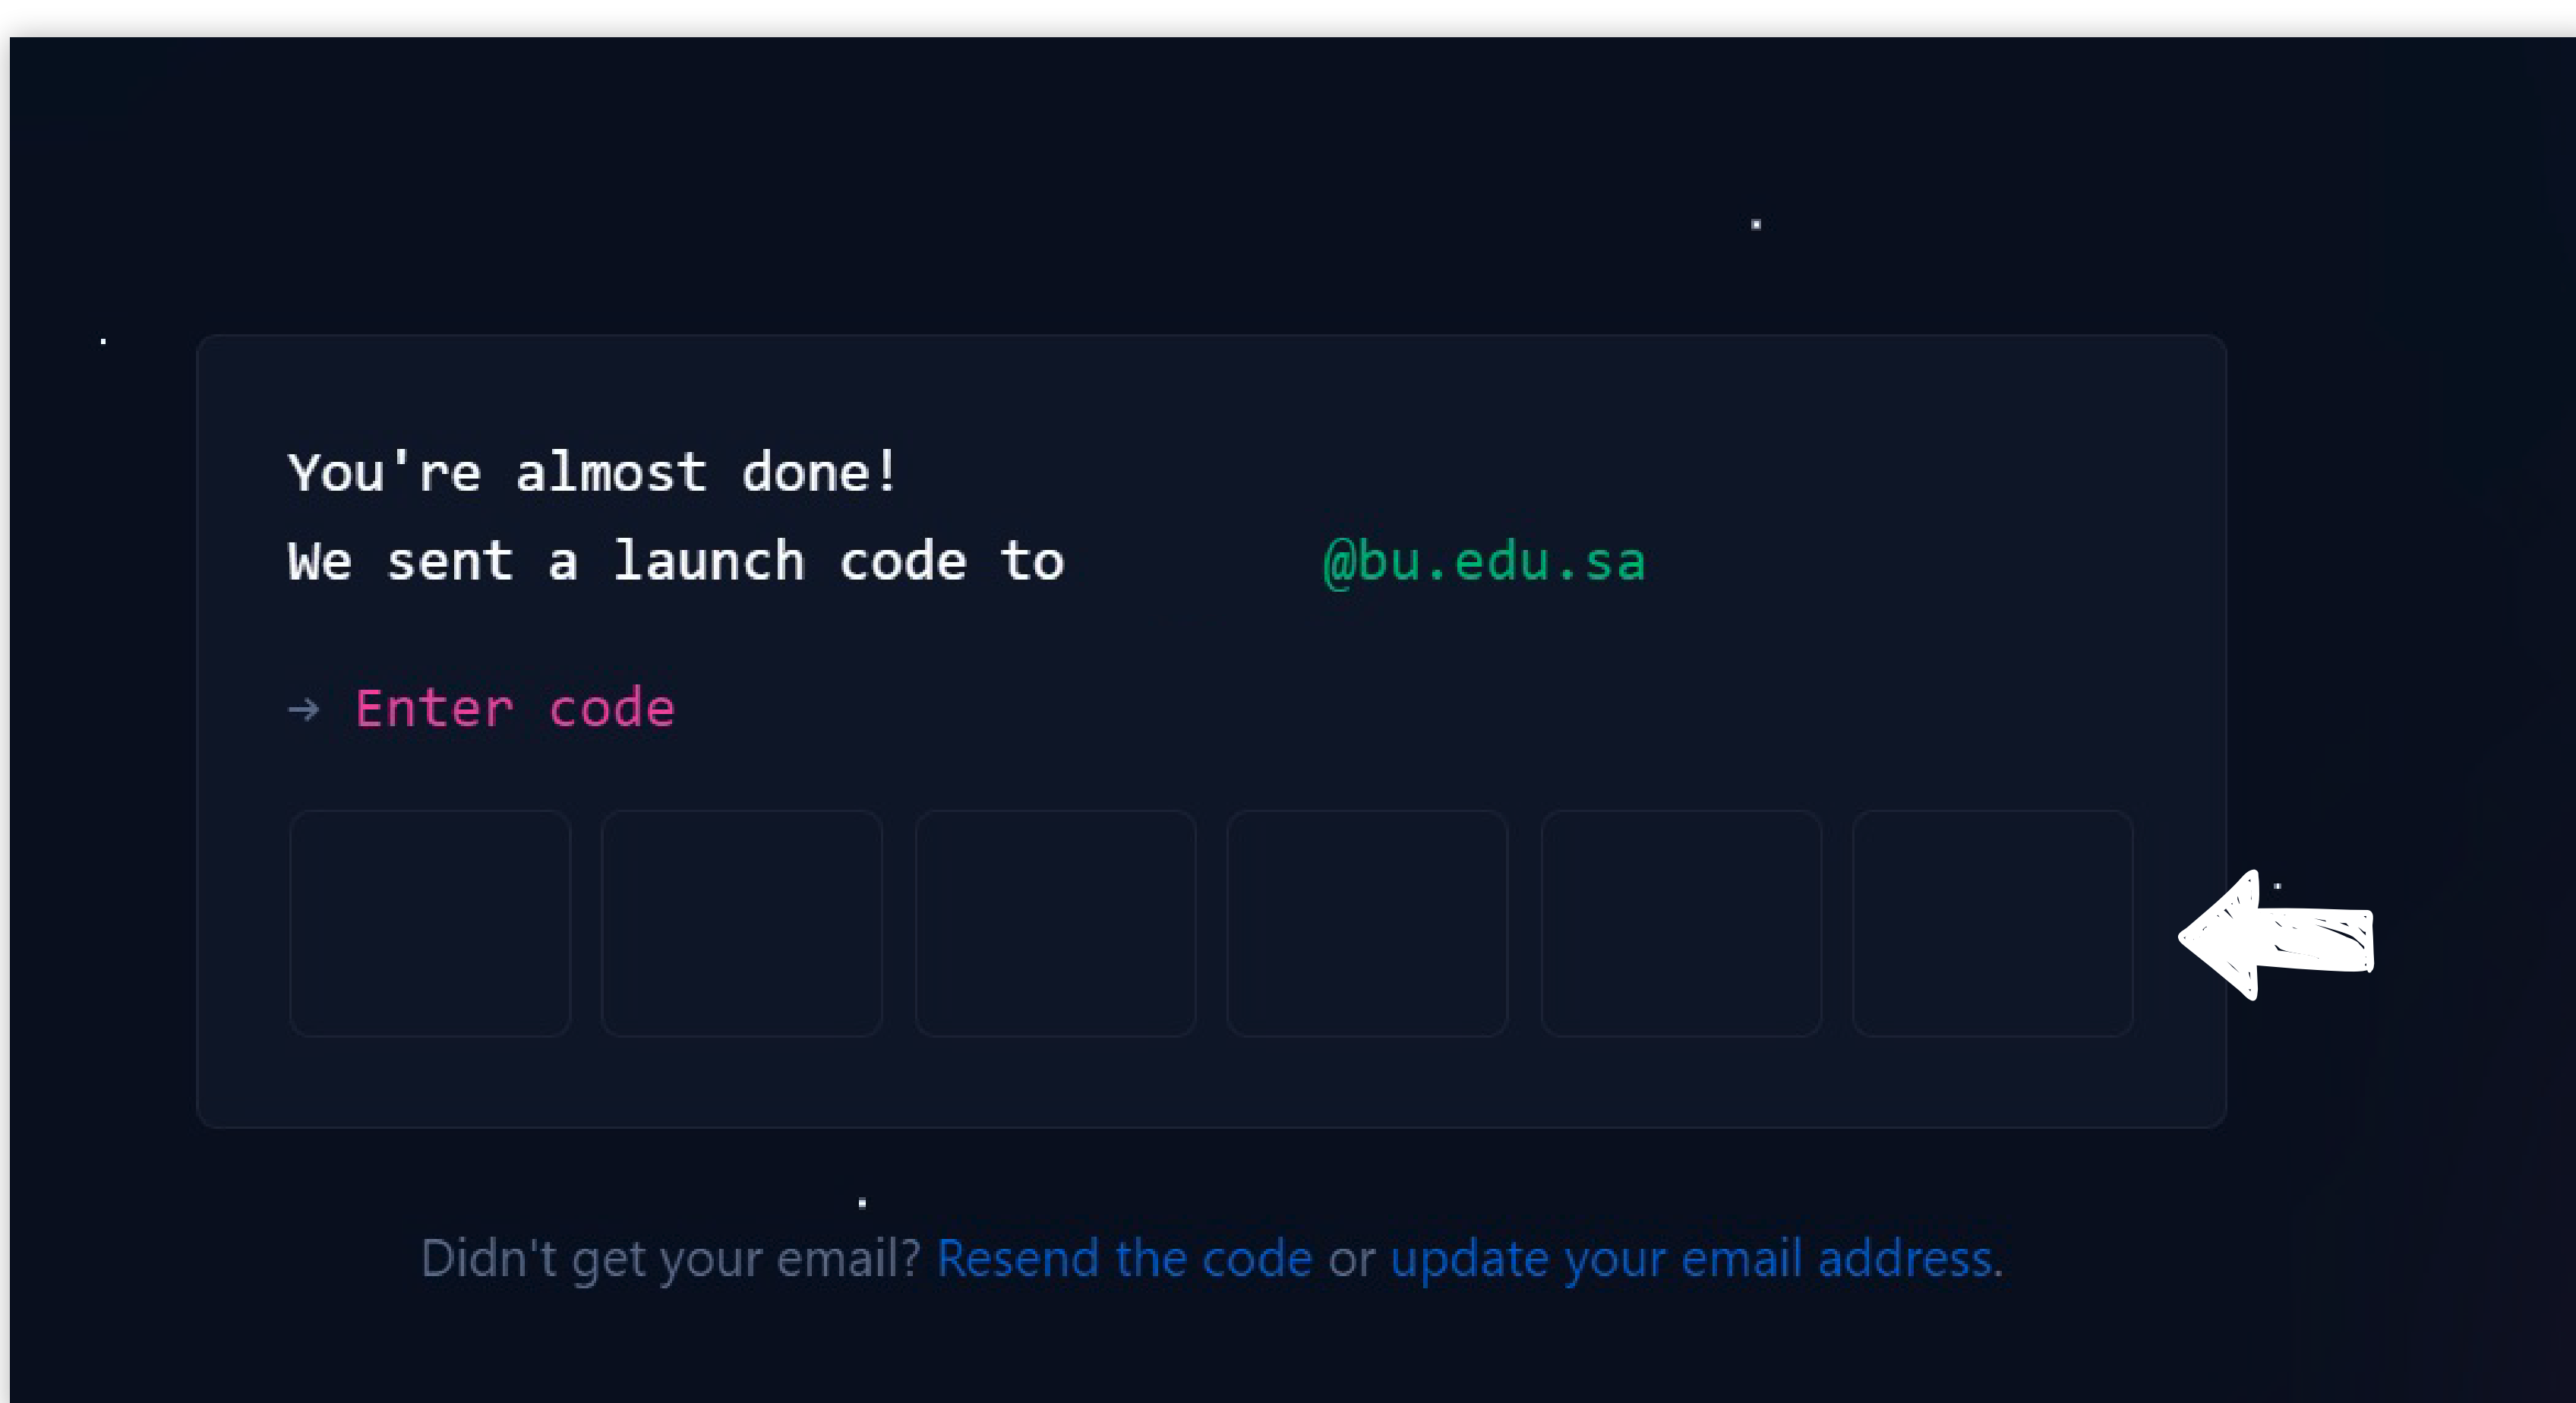 You're almost done!
We sent a launch code to @bu.edu.sa
→ Enter code
Didn't get your email? Resend the code or update your email address.